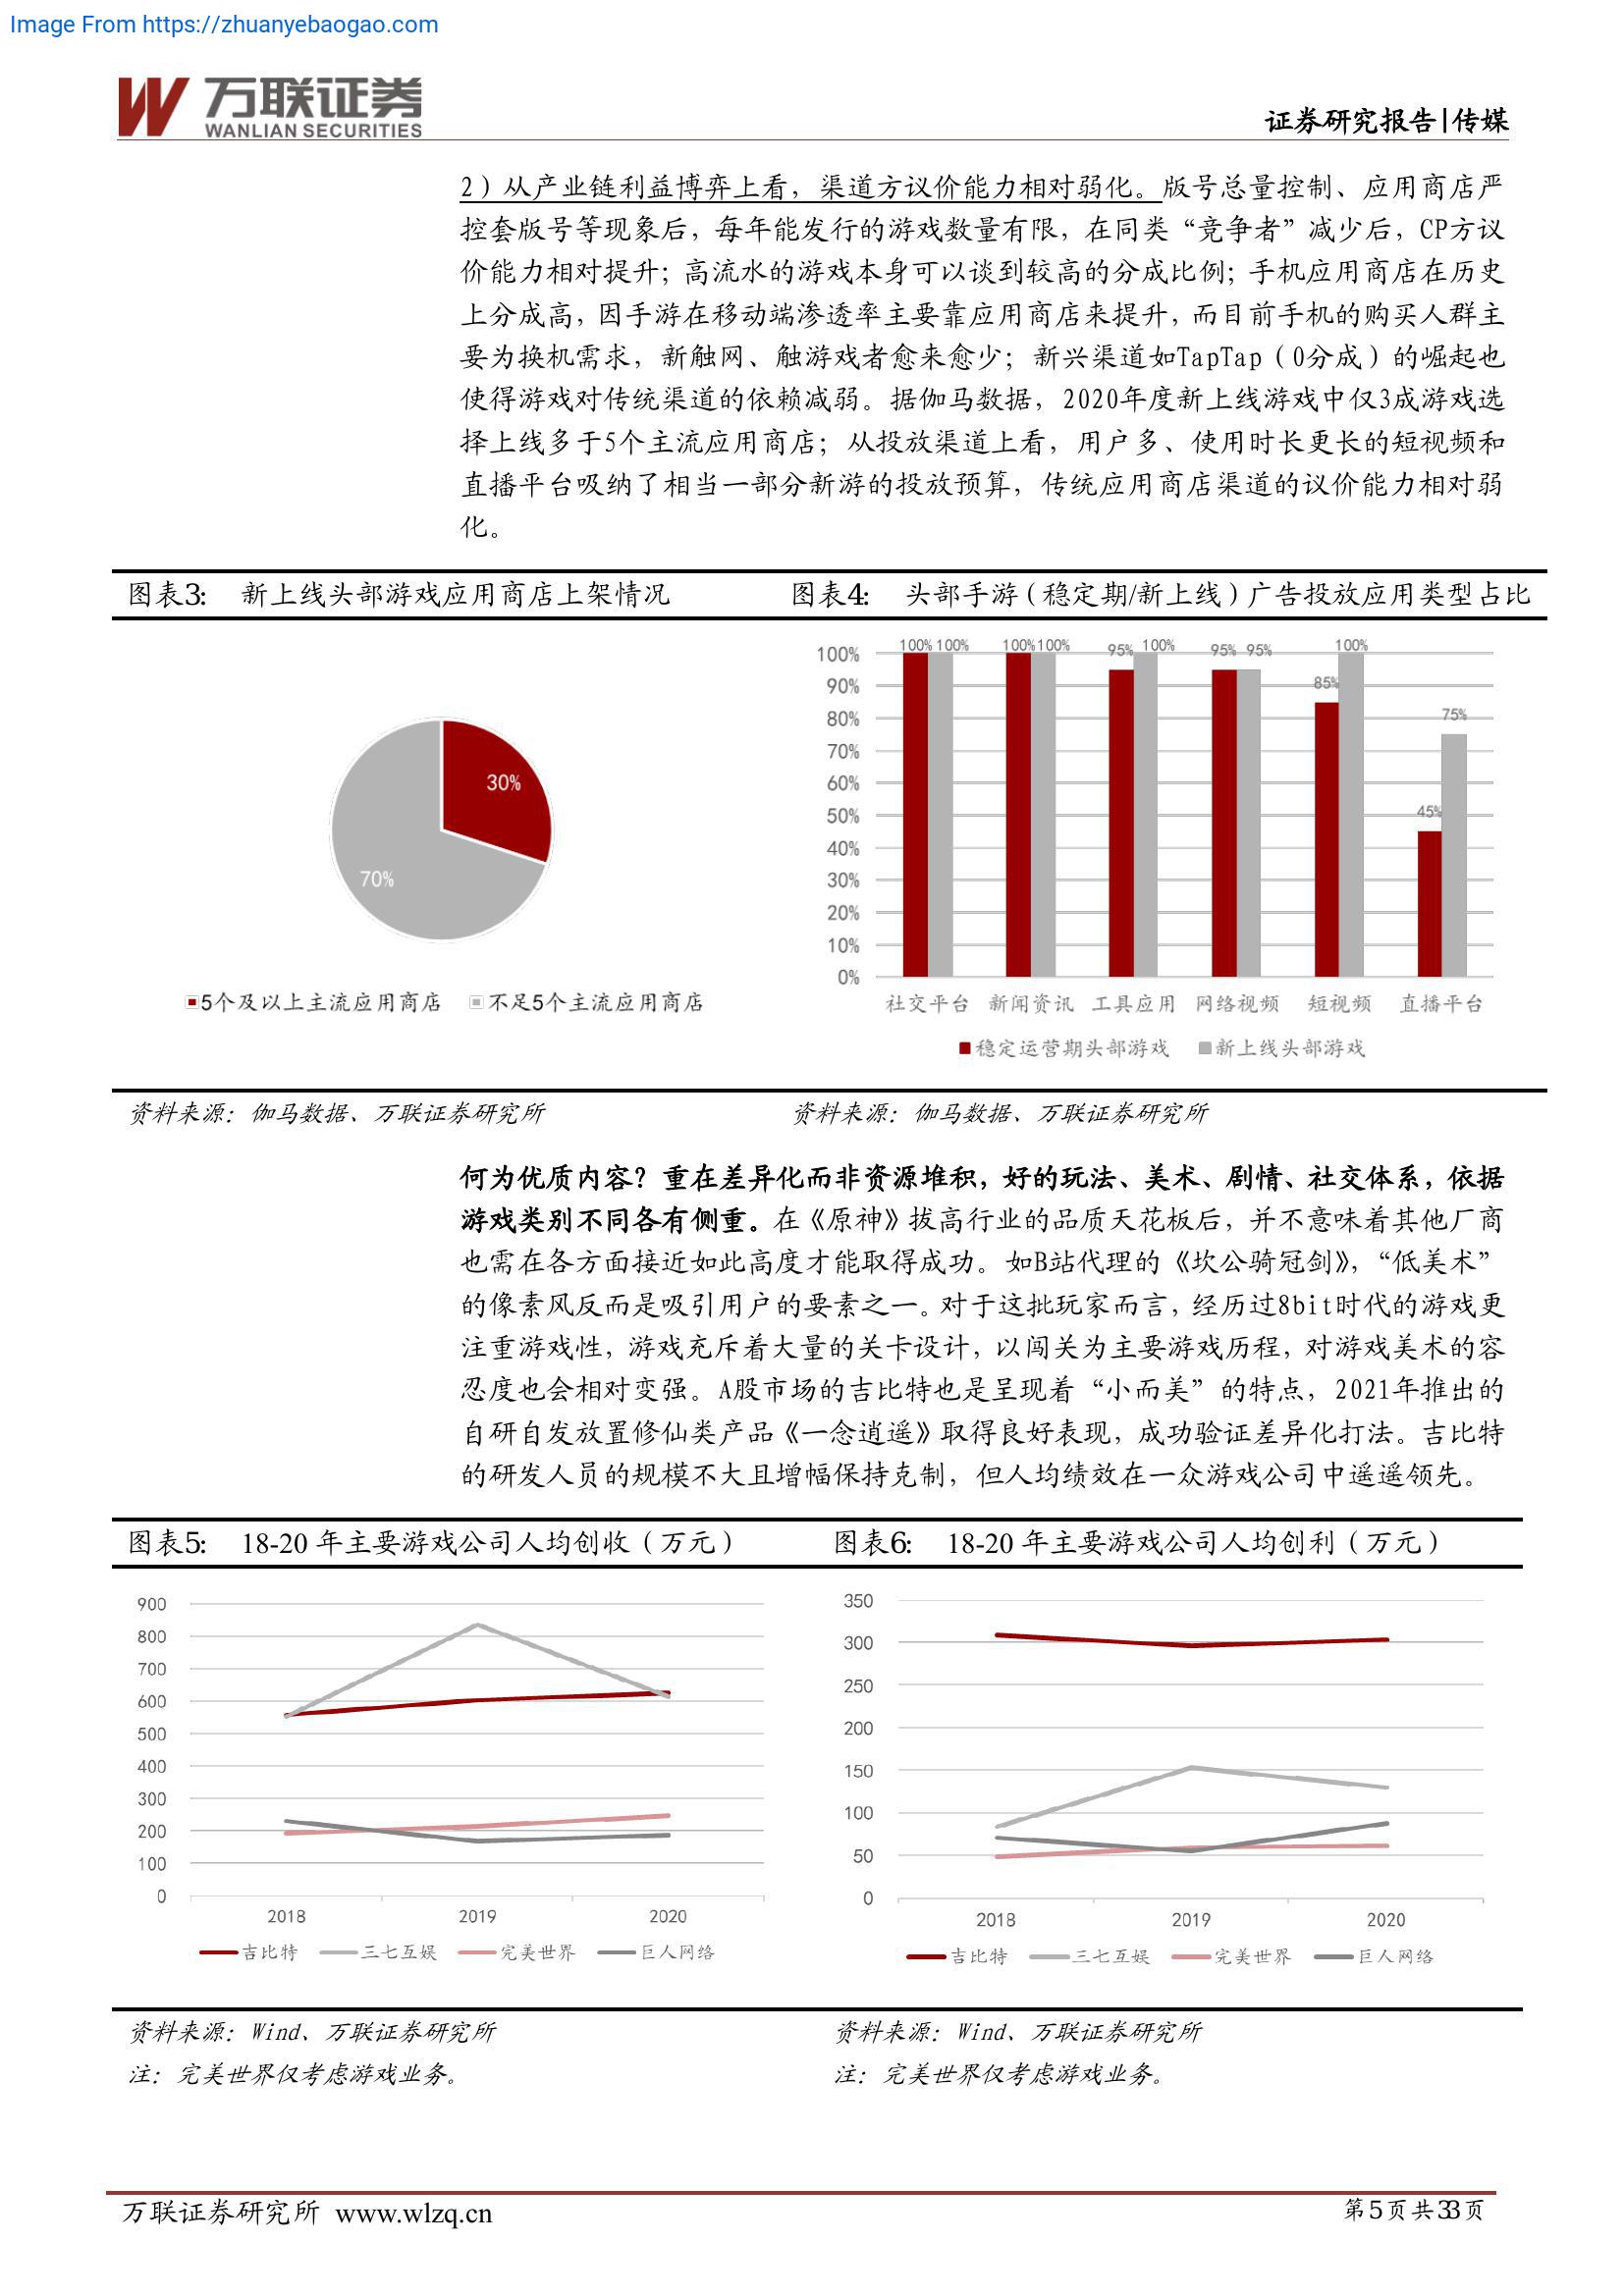 Image From https://zhuanyebaogao.com
万联证券
WANLIAN SECURITIES
证券研究报告|传媒
2）从产业链利益博弈上看，渠道方议价能力相对弱化。版号总量控制、应用商店严
控套版号等现象后，每年能发行的游戏数量有限，在同类“竞争者”减少后，CP方议
价能力相对提升；高流水的游戏本身可以谈到较高的分成比例；手机应用商店在历史
上分成高，因手游在移动端渗透率主要靠应用商店来提升，而目前手机的购买人群主
要为换机需求，新触网、触游戏者愈来愈少；新兴渠道如TapTap（0分成）的崛起也
使得游戏对传统渠道的依赖减弱。据伽马数据，2020年度新上线游戏中仅3成游戏选
择上线多于5个主流应用商店；从投放渠道上看，用户多、使用时长更长的短视频和
直播平台吸纳了相当一部分新游的投放预算，传统应用商店渠道的议价能力相对弱
化。
图表3: 新上线头部游戏应用商店上架情况
30%
70%
5个及以上主流应用商店 不足5个主流应用商店
资料来源：伽马数据、万联证券研究所
图表4: 头部手游（稳定期/新上线）广告投放应用类型占比
100% 100% 100% 100% 95% 100% 95% 95% 85% 100% 45% 75%
100%
90%
80%
70%
60%
50%
40%
30%
20%
10%
0%
社交平台 新闻资讯 工具应用 网络视频 短视频 直播平台
稳定运营期头部游戏 新上线头部游戏
资料来源：伽马数据、万联证券研究所
何为优质内容？重在差异化而非资源堆积，好的玩法、美术、剧情、社交体系，依据
游戏类别不同各有侧重。在《原神》拔高行业的品质天花板后，并不意味着其他厂商
也需在各方面接近如此高度才能取得成功。如B站代理的《坎公骑冠剑》，“低美术”
的像素风反而是吸引用户的要素之一。对于这批玩家而言，经历过8bit时代的游戏更
注重游戏性，游戏充斥着大量的关卡设计，以闯关为主要游戏历程，对游戏美术的容
忍度也会相对变强。A股市场的吉比特也是呈现着“小而美”的特点，2021年推出的
自研自发放置修仙类产品《一念逍遥》取得良好表现，成功验证差异化打法。吉比特
的研发人员的规模不大且增幅保持克制，但人均绩效在一众游戏公司中遥遥领先。
图表5: 18-20 年主要游戏公司人均创收（万元）
900
800
700
600
500
400
300
200
100
0
2018 2019 2020
吉比特 三七互娱 完美世界 巨人网络
资料来源：Wind、万联证券研究所
注：完美世界仅考虑游戏业务。
图表6: 18-20 年主要游戏公司人均创利（万元）
350
300
250
200
150
100
50
0
2018 2019 2020
吉比特 三七互娱 完美世界 巨人网络
资料来源：Wind、万联证券研究所
注：完美世界仅考虑游戏业务。
万联证券研究所 www.wlzq.cn
第5页共33页